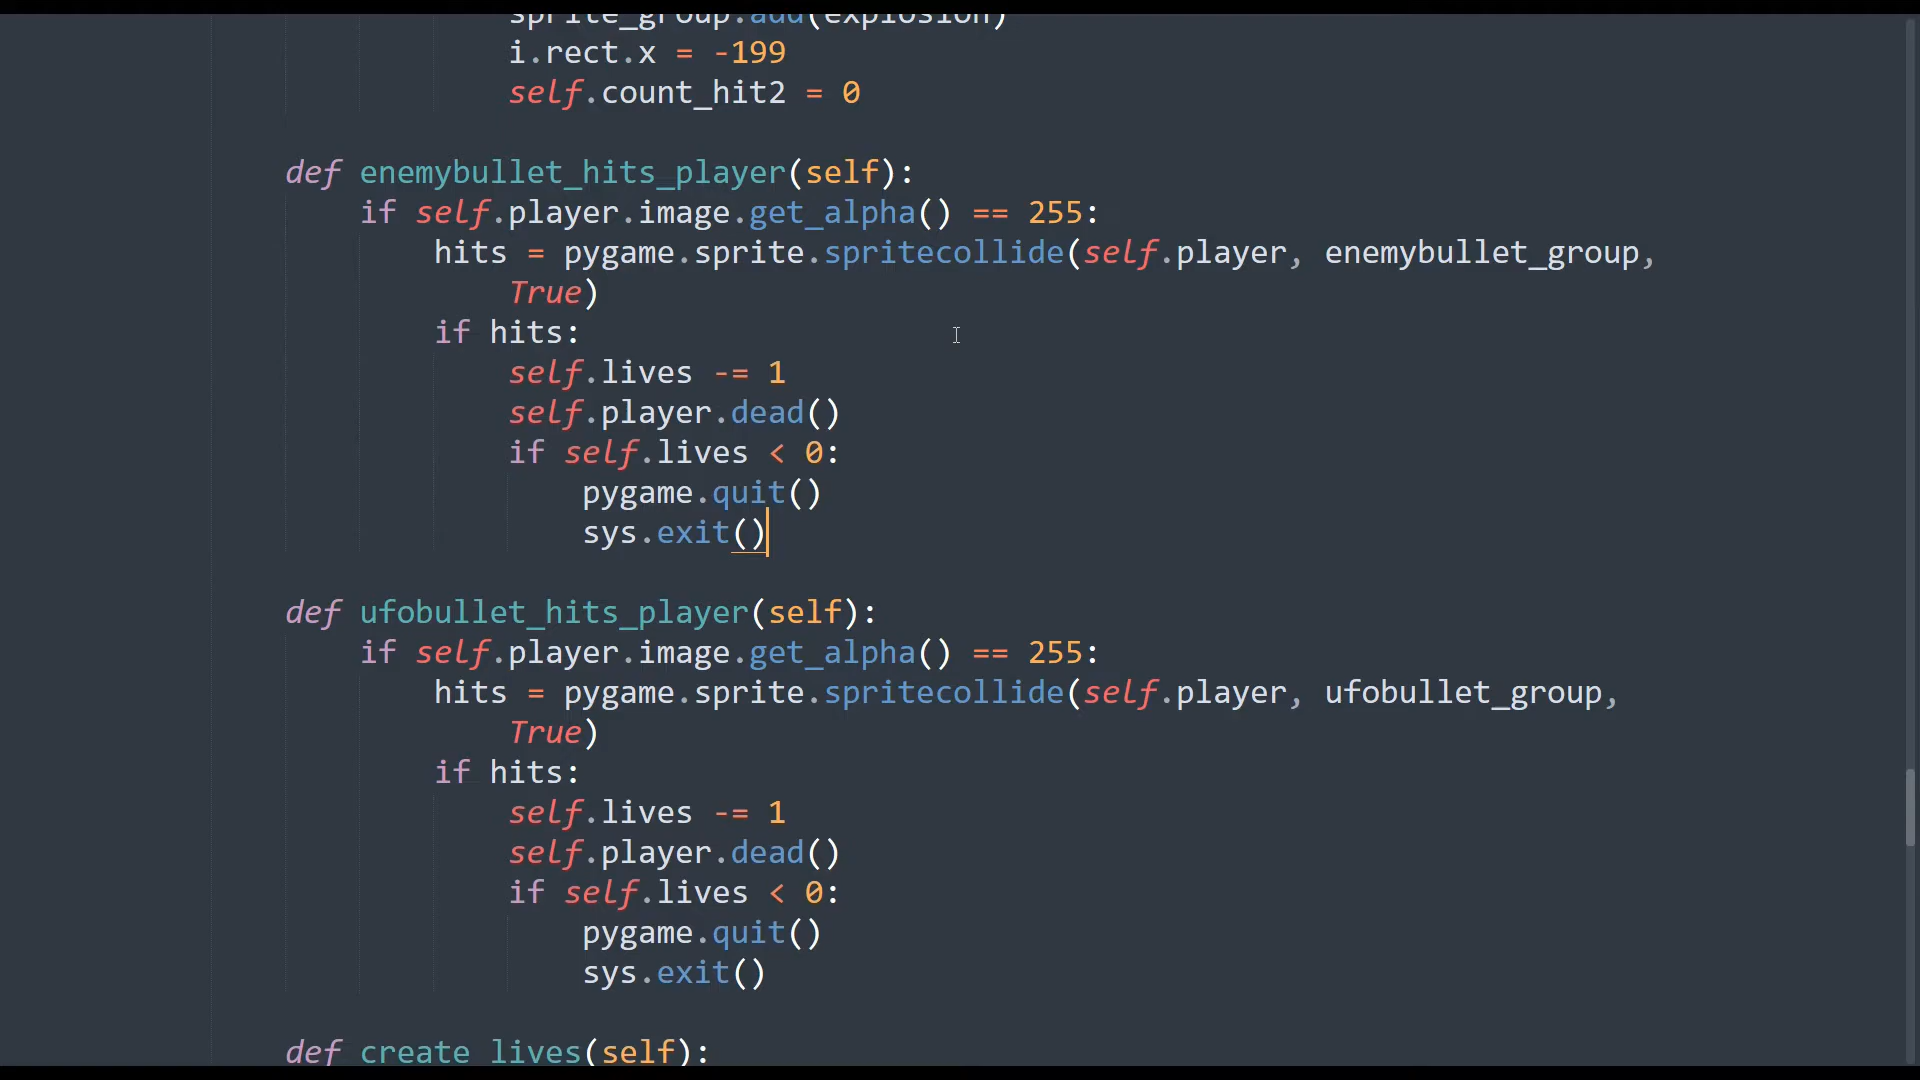 sprite_group.add(explosion)
i.rect.x = -199
self.count_hit2 = 0
def enemybullet_hits_player(self):
if self.player.image.get_alpha() == 255:
hits = pygame.sprite.spritecollide(self.player, enemybullet_group,
True)
if hits:
self.lives -= 1
self.player.dead()
if self.lives < 0:
pygame.quit()
sys.exit()
def ufobullet_hits_player(self):
if self.player.image.get_alpha() == 255:
hits = pygame.sprite.spritecollide(self.player, ufobullet_group,
True)
if hits:
self.lives -= 1
self.player.dead()
if self.lives < 0:
pygame.quit()
sys.exit()
def create_lives(self):